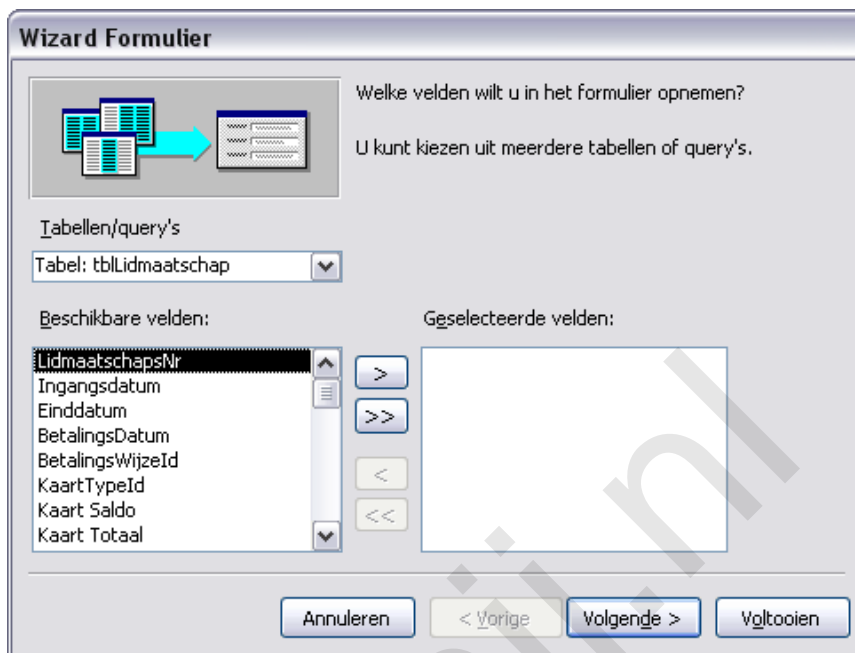 Wizard Formulier
Welke velden wilt u in het formulier opnemen?
U kunt kiezen uit meerdere tabellen of query's.
Tabellen/query's
Tabel: tblLidmaatschap
Beschikbare velden:
Geselecteerde velden:
LidmaatschapsNr
Ingangsdatum
Einddatum
BetalingsDatum
BetalingsWijzeId
KaartTypeId
Kaart Saldo
Kaart Totaal
>
>>
<
<<
Annuleren
< Vorige
Volgende >
Voltooien